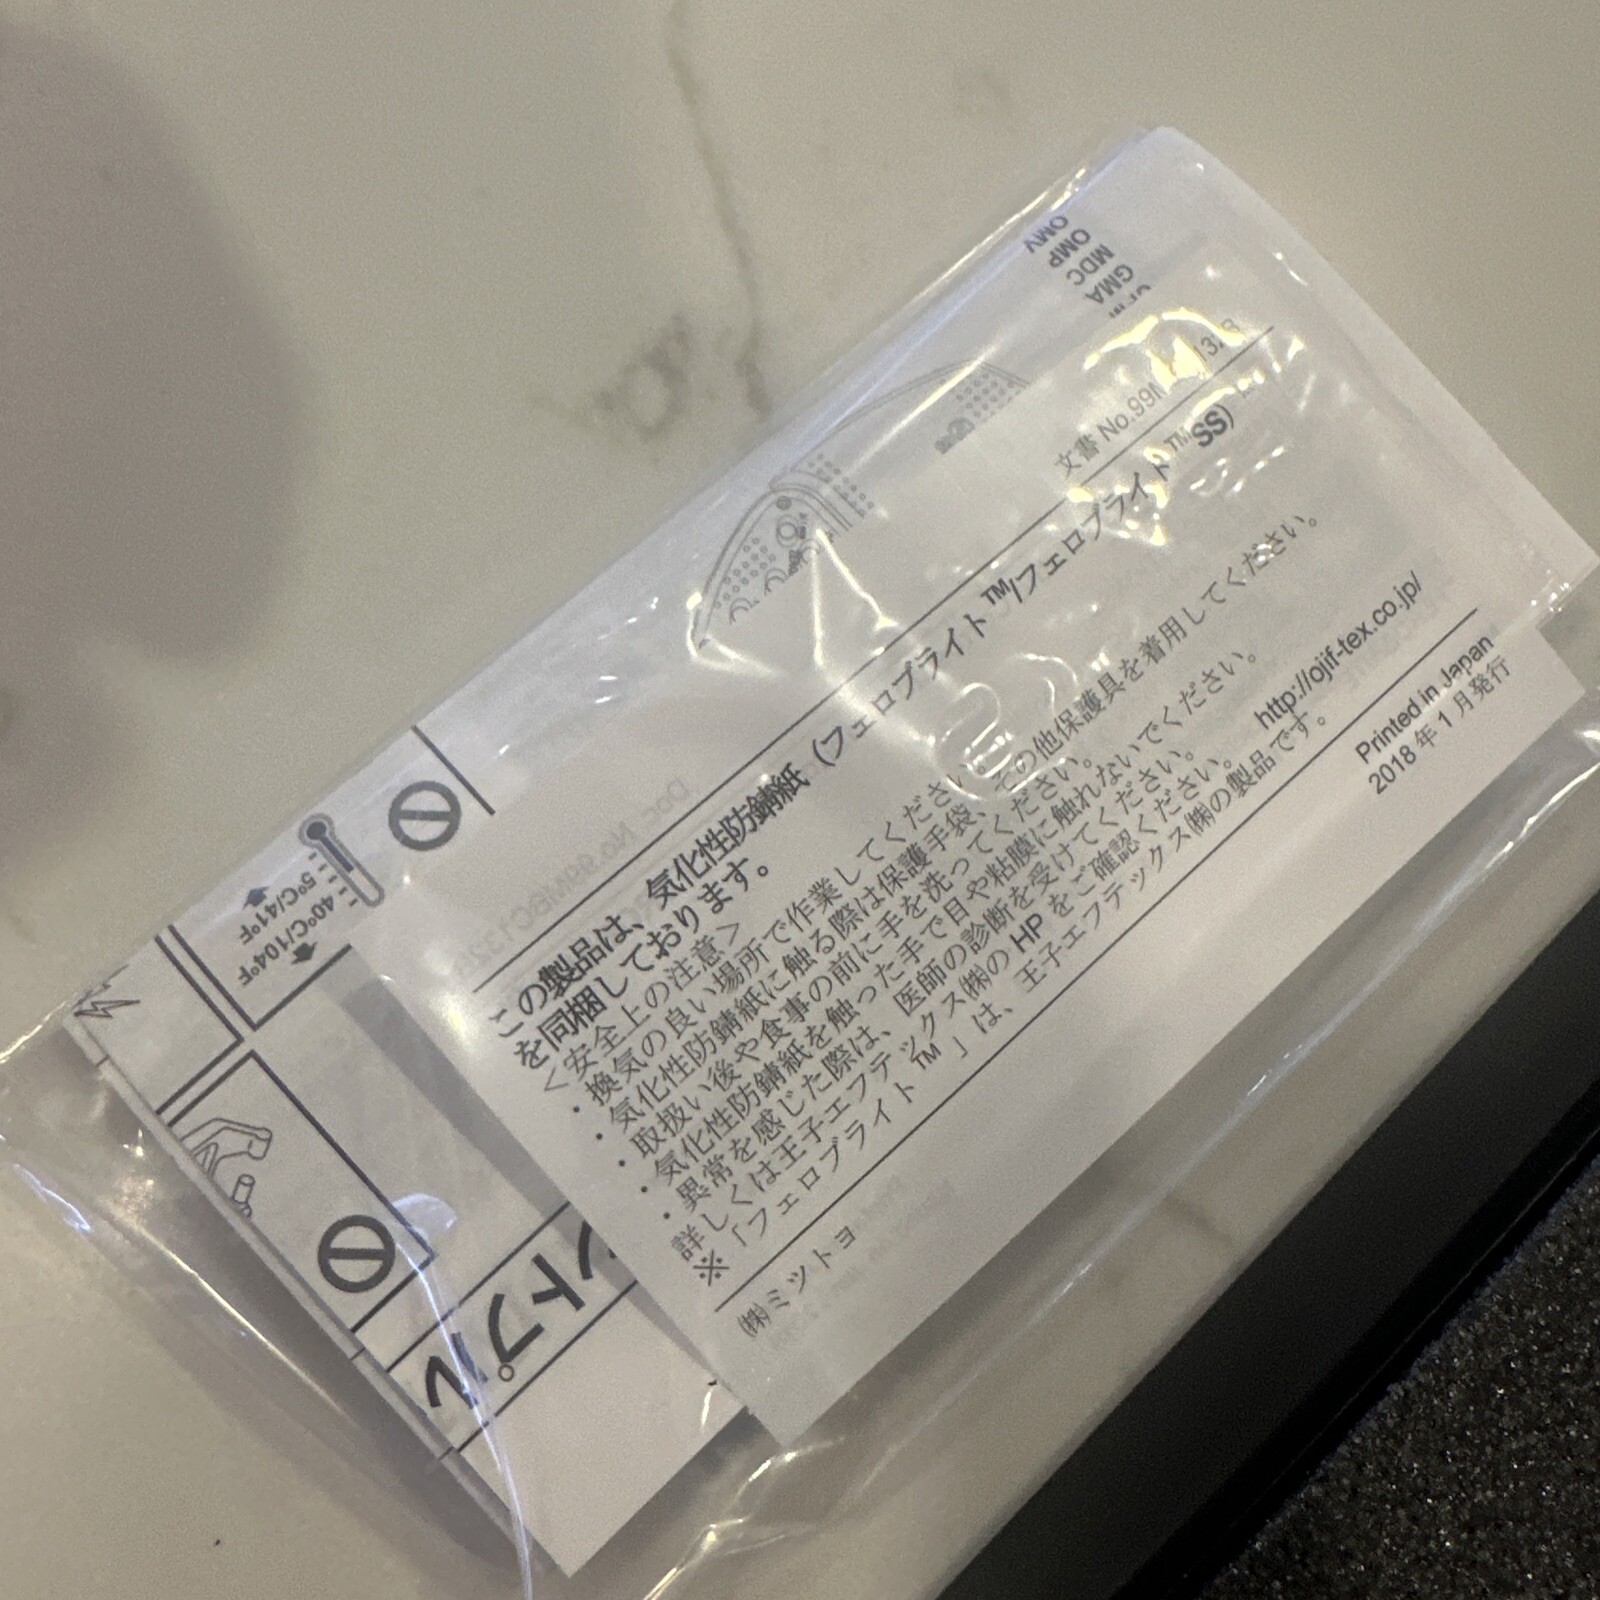 OMV
OMP
MDC
GMA
文書 No.99M 132 B
この製品は、気化性防錆紙（フェロブライト™/フェロブライト™SS）
を同梱しております。
＜安全上の注意＞
・換気の良い場所で作業してください。
・気化性防錆紙に触る際は保護手袋、その他保護具を着用してください。
・取扱い後や食事の前に手を洗ってください。
・気化性防錆紙を触った手で目や粘膜に触れないでください。
・異常を感じた際は、医師の診断を受けてください。
詳しくは王子エフテックス㈱の HP をご確認ください。 http://ojif-tex.co.jp/
※「フェロブライト™」は、王子エフテックス㈱の製品です。
㈱ミツトヨ
Printed in Japan
2018 年 1 月発行
5°C/41°F
40°C/104°F
ントプル